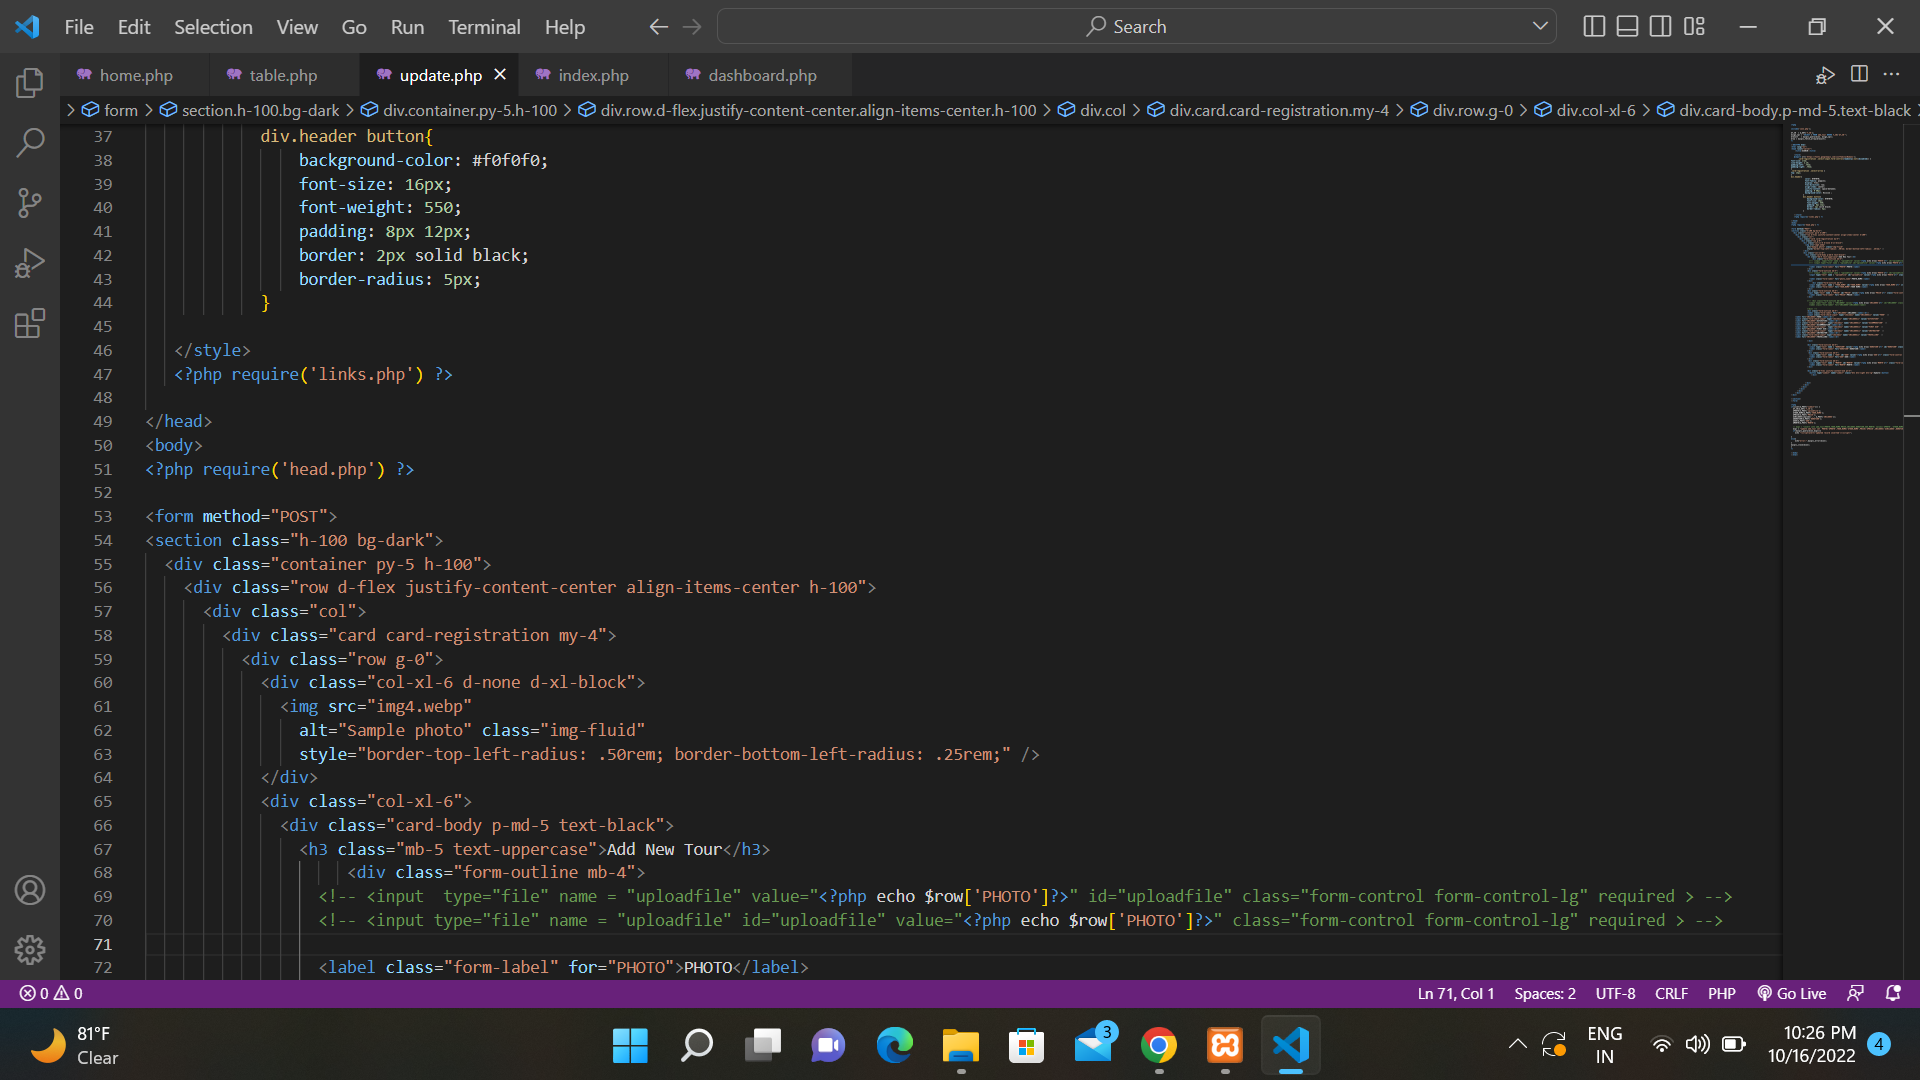 File Edit Selection View Go Run Terminal Help
Search
home.php table.php update.php index.php dashboard.php
form section.h-100.bg-dark div.container.py-5.h-100 div.row.d-flex.justify-content-center.align-items-center.h-100 div.col div.card.card-registration.my-4 div.row.g-0 div.col-xl-6 div.card-body.p-md-5.text-black
37 div.header button{
38 background-color: #f0f0f0;
39 font-size: 16px;
40 font-weight: 550;
41 padding: 8px 12px;
42 border: 2px solid black;
43 border-radius: 5px;
44 }
45
46 </style>
47 <?php require('links.php') ?>
48
49 </head>
50 <body>
51 <?php require('head.php') ?>
52
53 <form method="POST">
54 <section class="h-100 bg-dark">
55 <div class="container py-5 h-100">
56 <div class="row d-flex justify-content-center align-items-center h-100">
57 <div class="col">
58 <div class="card card-registration my-4">
59 <div class="row g-0">
60 <div class="col-xl-6 d-none d-xl-block">
61 <img src="img4.webp"
62 alt="Sample photo" class="img-fluid"
63 style="border-top-left-radius: .50rem; border-bottom-left-radius: .25rem;" />
64 </div>
65 <div class="col-xl-6">
66 <div class="card-body p-md-5 text-black">
67 <h3 class="mb-5 text-uppercase">Add New Tour</h3>
68 <div class="form-outline mb-4">
69 <!-- <input  type="file" name = "uploadfile" value="<?php echo $row['PHOTO']?>" id="uploadfile" class="form-control form-control-lg" required > -->
70 <!-- <input type="file" name = "uploadfile" id="uploadfile" value="<?php echo $row['PHOTO']?>" class="form-control form-control-lg" required > -->
71
72 <label class="form-label" for="PHOTO">PHOTO</label>
0 0 Ln 71, Col 1 Spaces: 2 UTF-8 CRLF PHP Go Live
81°F
Clear
3
ENG
IN
10:26 PM
10/16/2022
4